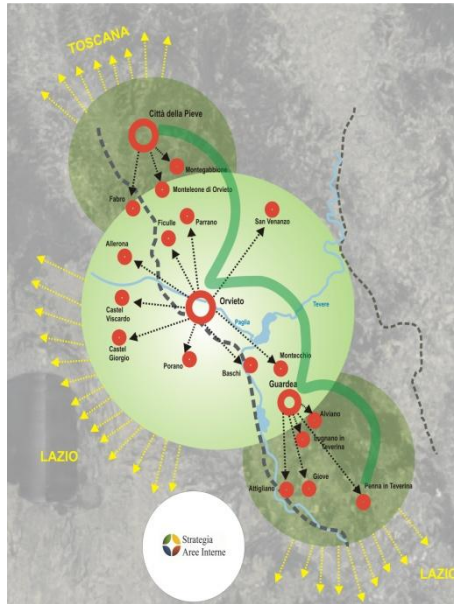 TOSCANA
Città della Pieve
Montegabbione
Monteleone di Orvieto
Fabro
Parrano
Ficulle
San Venanzo
Allerona
Orvieto
Castel
Viscardo
Paglia
Tevere
Castel
Giorgio
Porano
Baschi
Montecchio
Guardea
Alviano
Lugnano in
Teverina
LAZIO
Attigliano
Giove
Penna in Teverina
Strategia
Aree Interne
LAZIO